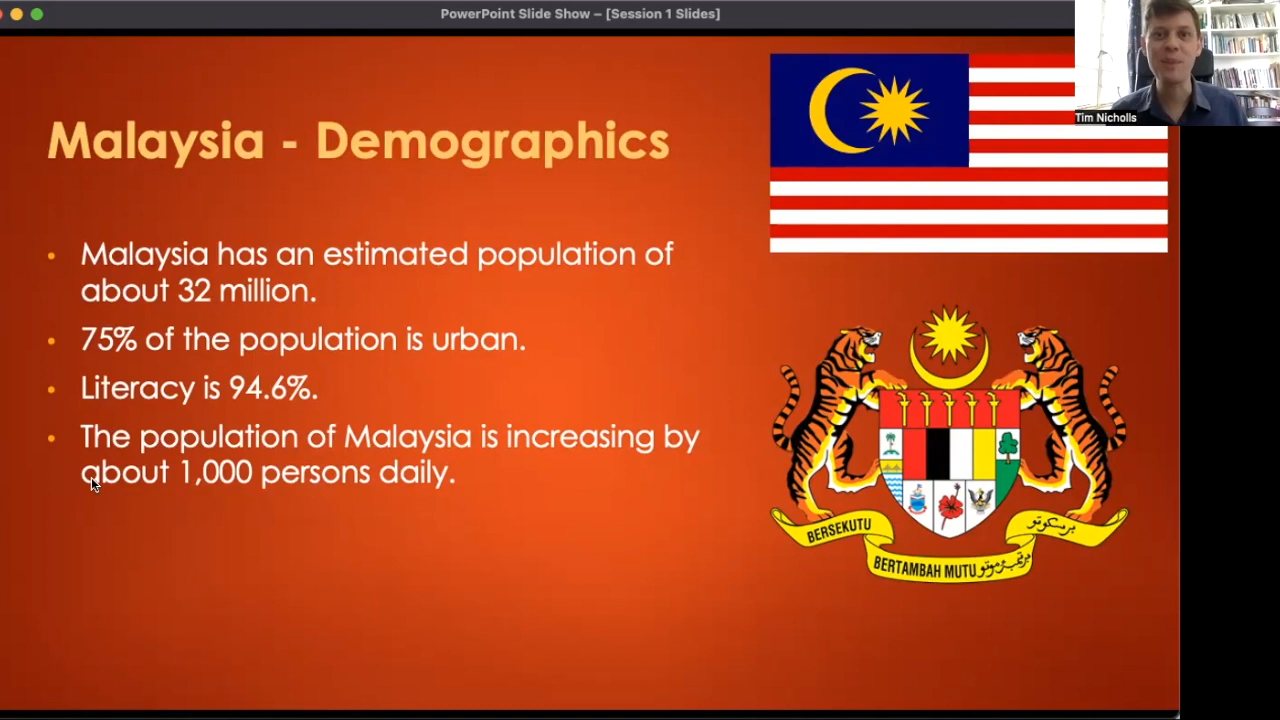 PowerPoint Slide Show – [Session 1 Slides]
Tim Nicholls
Malaysia - Demographics
• Malaysia has an estimated population of
about 32 million.
• 75% of the population is urban.
• Literacy is 94.6%.
• The population of Malaysia is increasing by
about 1,000 persons daily.
BERSEKUTU
برسکوتو
BERTAMBAH MUTU